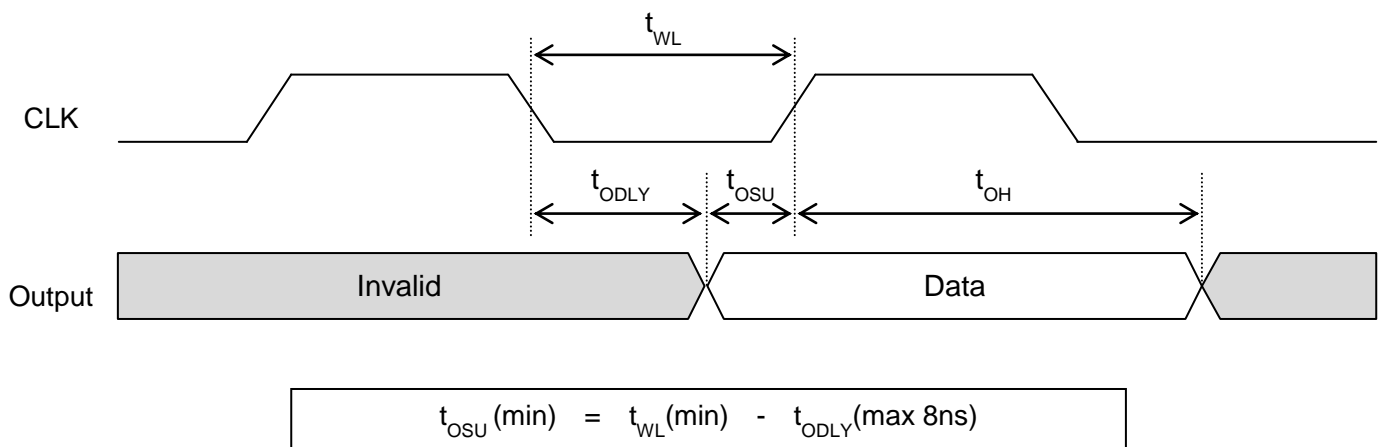 tWL
CLK
tODLY tOSU tOH
Output Invalid Data
tOSU (min) = tWL(min) - tODLY(max 8ns)